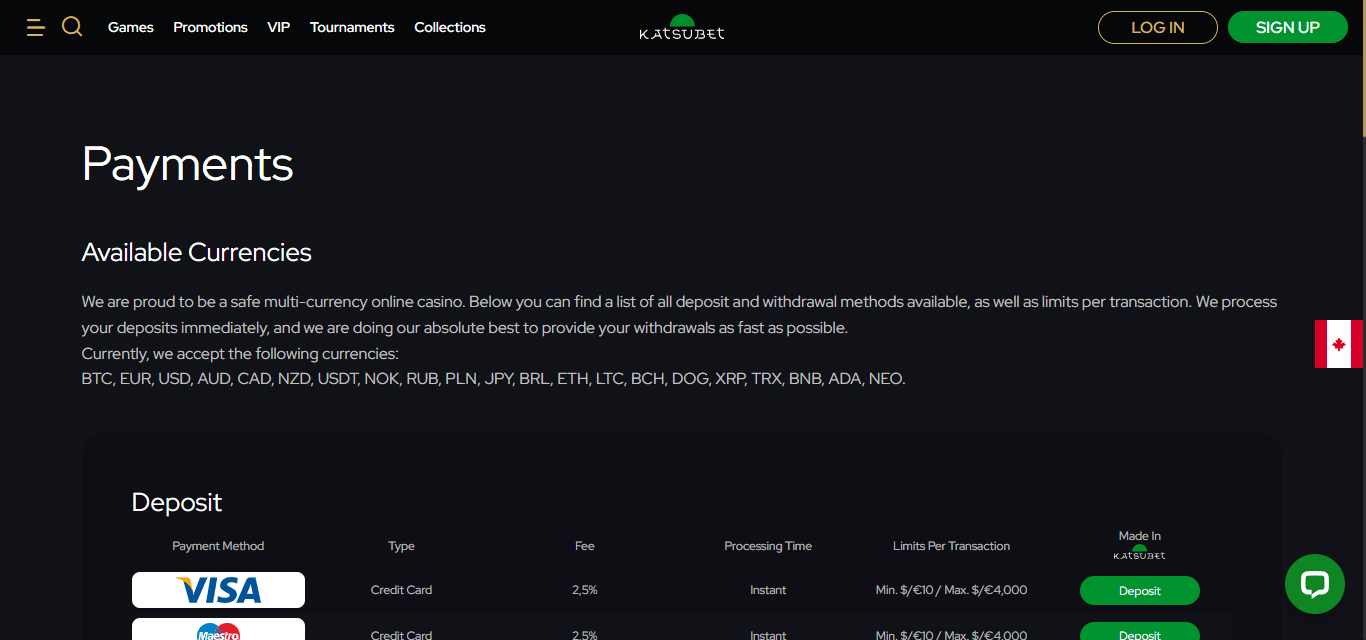 Games Promotions VIP Tournaments Collections KATSUBET LOG IN SIGN UP
Payments
Available Currencies
We are proud to be a safe multi-currency online casino. Below you can find a list of all deposit and withdrawal methods available, as well as limits per transaction. We process
your deposits immediately, and we are doing our absolute best to provide your withdrawals as fast as possible.
Currently, we accept the following currencies:
BTC, EUR, USD, AUD, CAD, NZD, USDT, NOK, RUB, PLN, JPY, BRL, ETH, LTC, BCH, DOG, XRP, TRX, BNB, ADA, NEO.
Deposit
Payment Method Type Fee Processing Time Limits Per Transaction Made In
KATSUBET
VISA Credit Card 2,5% Instant Min. $/€10 / Max. $/€4,000 Deposit
Maestro Credit Card 2,5% Instant Min. $/€10 / Max. $/€4,000 Deposit